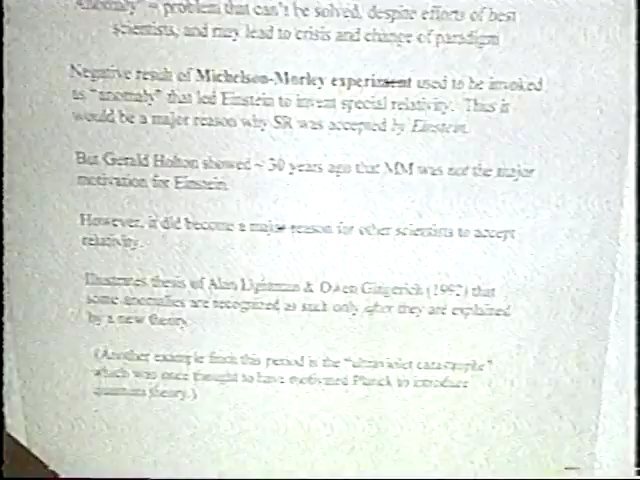 "Anomaly" – problem that can't be solved, despite efforts of best
scientists, and may lead to crisis and change of paradigm
Negative result of Michelson-Morley experiment used to be invoked
as "anomaly" that led Einstein to invent special relativity. Thus it
would be a major reason why SR was accepted by Einstein.
But Gerald Holton showed ~ 30 years ago that MM was not the major
motivation for Einstein.
However, it did become a major reason for other scientists to accept
relativity.
Illustrates thesis of Alan Lightman & Owen Gingerich (1992) that
some anomalies are recognized as such only after they are explained
by a new theory.
(Another example from this period is the "ultraviolet catastrophe"
which was once thought to have motivated Planck to introduce
quantum theory.)